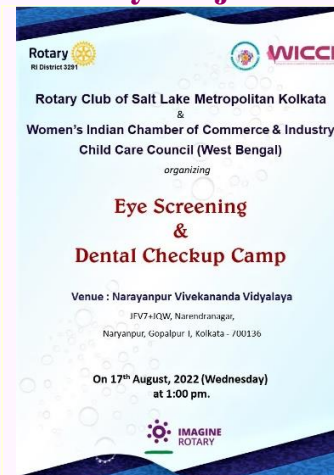 Rotary
RI District 3291
WICCI
Rotary Club of Salt Lake Metropolitan Kolkata
&
Women's Indian Chamber of Commerce & Industry
Child Care Council (West Bengal)
organizing
Eye Screening
&
Dental Checkup Camp
Venue : Narayanpur Vivekananda Vidyalaya
JFV7+JQW, Narendranagar,
Naryanpur, Gopalpur I, Kolkata - 700136
On 17th August, 2022 (Wednesday)
at 1:00 pm.
IMAGINE
ROTARY